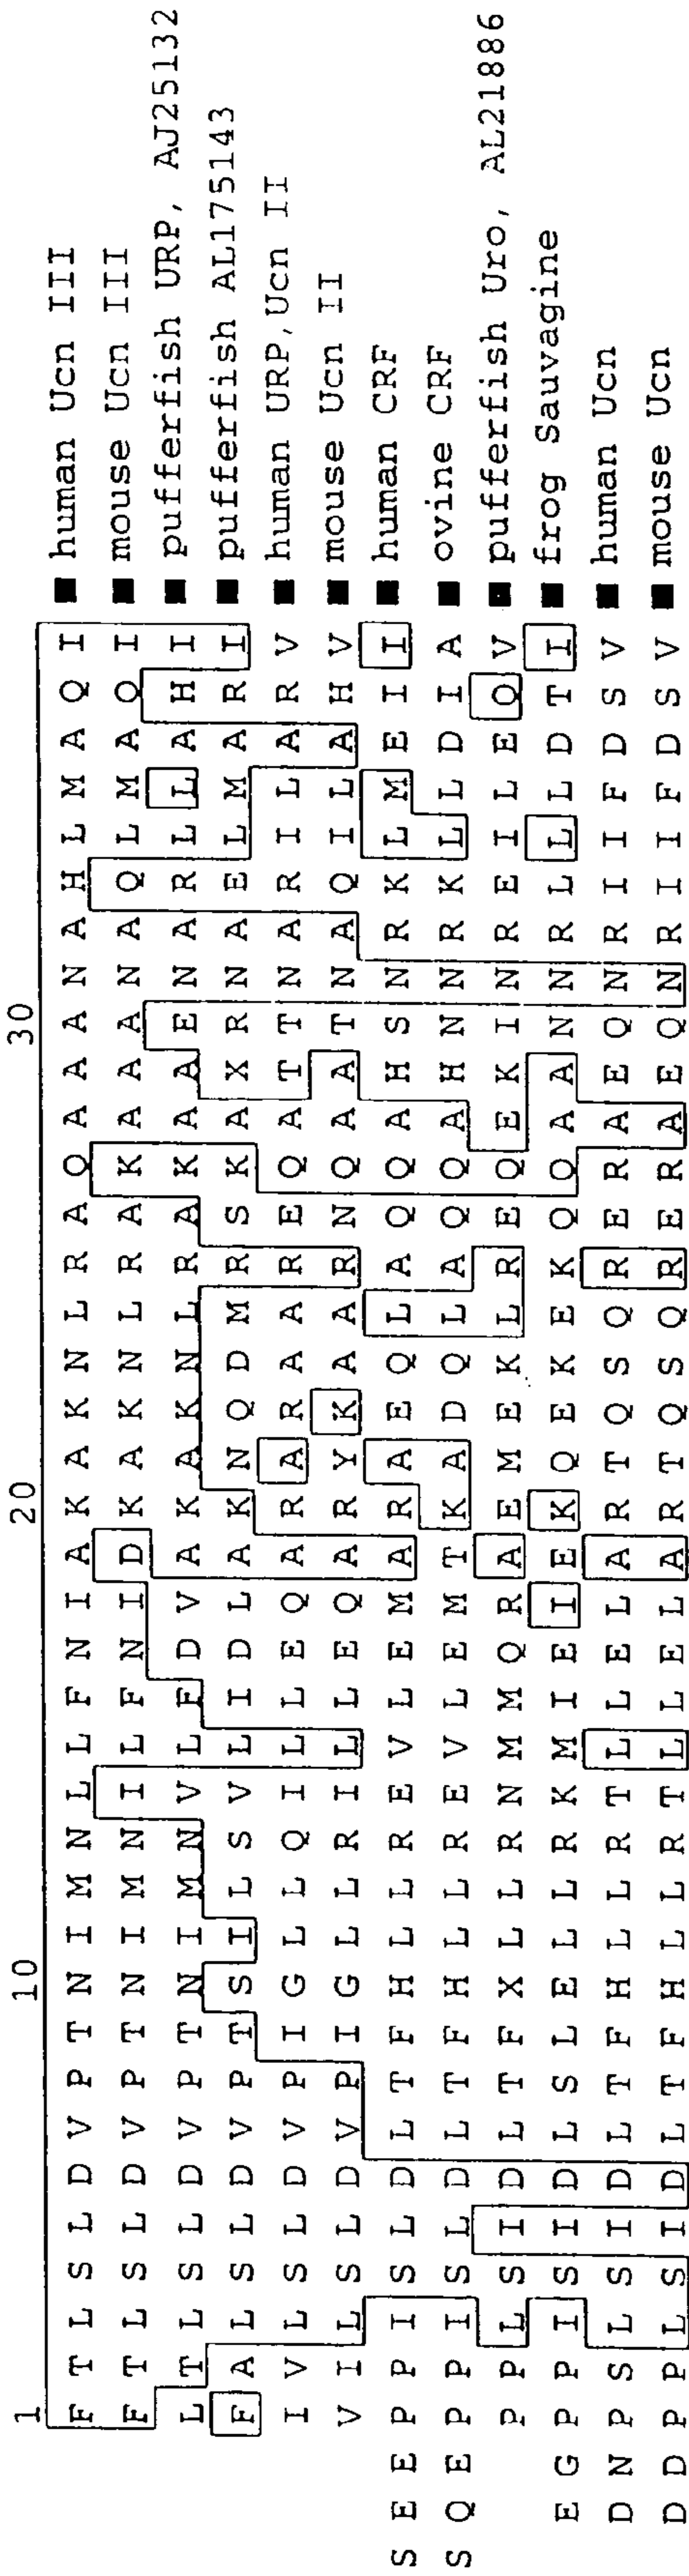 1 10 20 30
F T L S L D V P T N I M N L L F N I A K A K N L R A Q A A A N A H L M A Q I ■ human Ucn III
F T L S L D V P T N I M N I L F N I D K A K N L R A K A A A N A Q L M A Q I ■ mouse Ucn III
L T L S L D V P T N I M N V L F D V A K A K N L R A K A A E N A R L L A H I ■ pufferfish URP, AJ25132
F A L S L D V P T S I L S V L I D L A K N Q D M R S K A X R N A E L M A R I ■ pufferfish AL175143
I V L S L D V P I G L L Q I L L E Q A R A R A A R E Q A T T N A R I L A R V ■ human URP, Ucn II
V I L S L D V P I G L L R I L L E Q A R Y K A A R N Q A A T N A Q I L A H V ■ mouse Ucn II
S E E P P I S L D L T F H L L R E V L E M A R A E Q L A Q Q A H S N R K L M E I I ■ human CRF
S Q E P P I S L D L T F H L L R E V L E M T K A D Q L A Q Q A H N N R K L L D I A ■ ovine CRF
P P L S I D L T F X L L R N M M Q R A E M E K L R E Q E K I N R E I L E Q V ■ pufferfish Uro, AL21886
E G P P I S I D L S L E L L R K M I E I E K Q E K E K Q Q A A N N R L L L D T I ■ frog Sauvagine
D N P S L S I D L T F H L L R T L L E L A R T Q S Q R E R A E Q N R I I F D S V ■ human Ucn
D D P P L S I D L T F H L L R T L L E L A R T Q S Q R E R A E Q N R I I F D S V ■ mouse Ucn